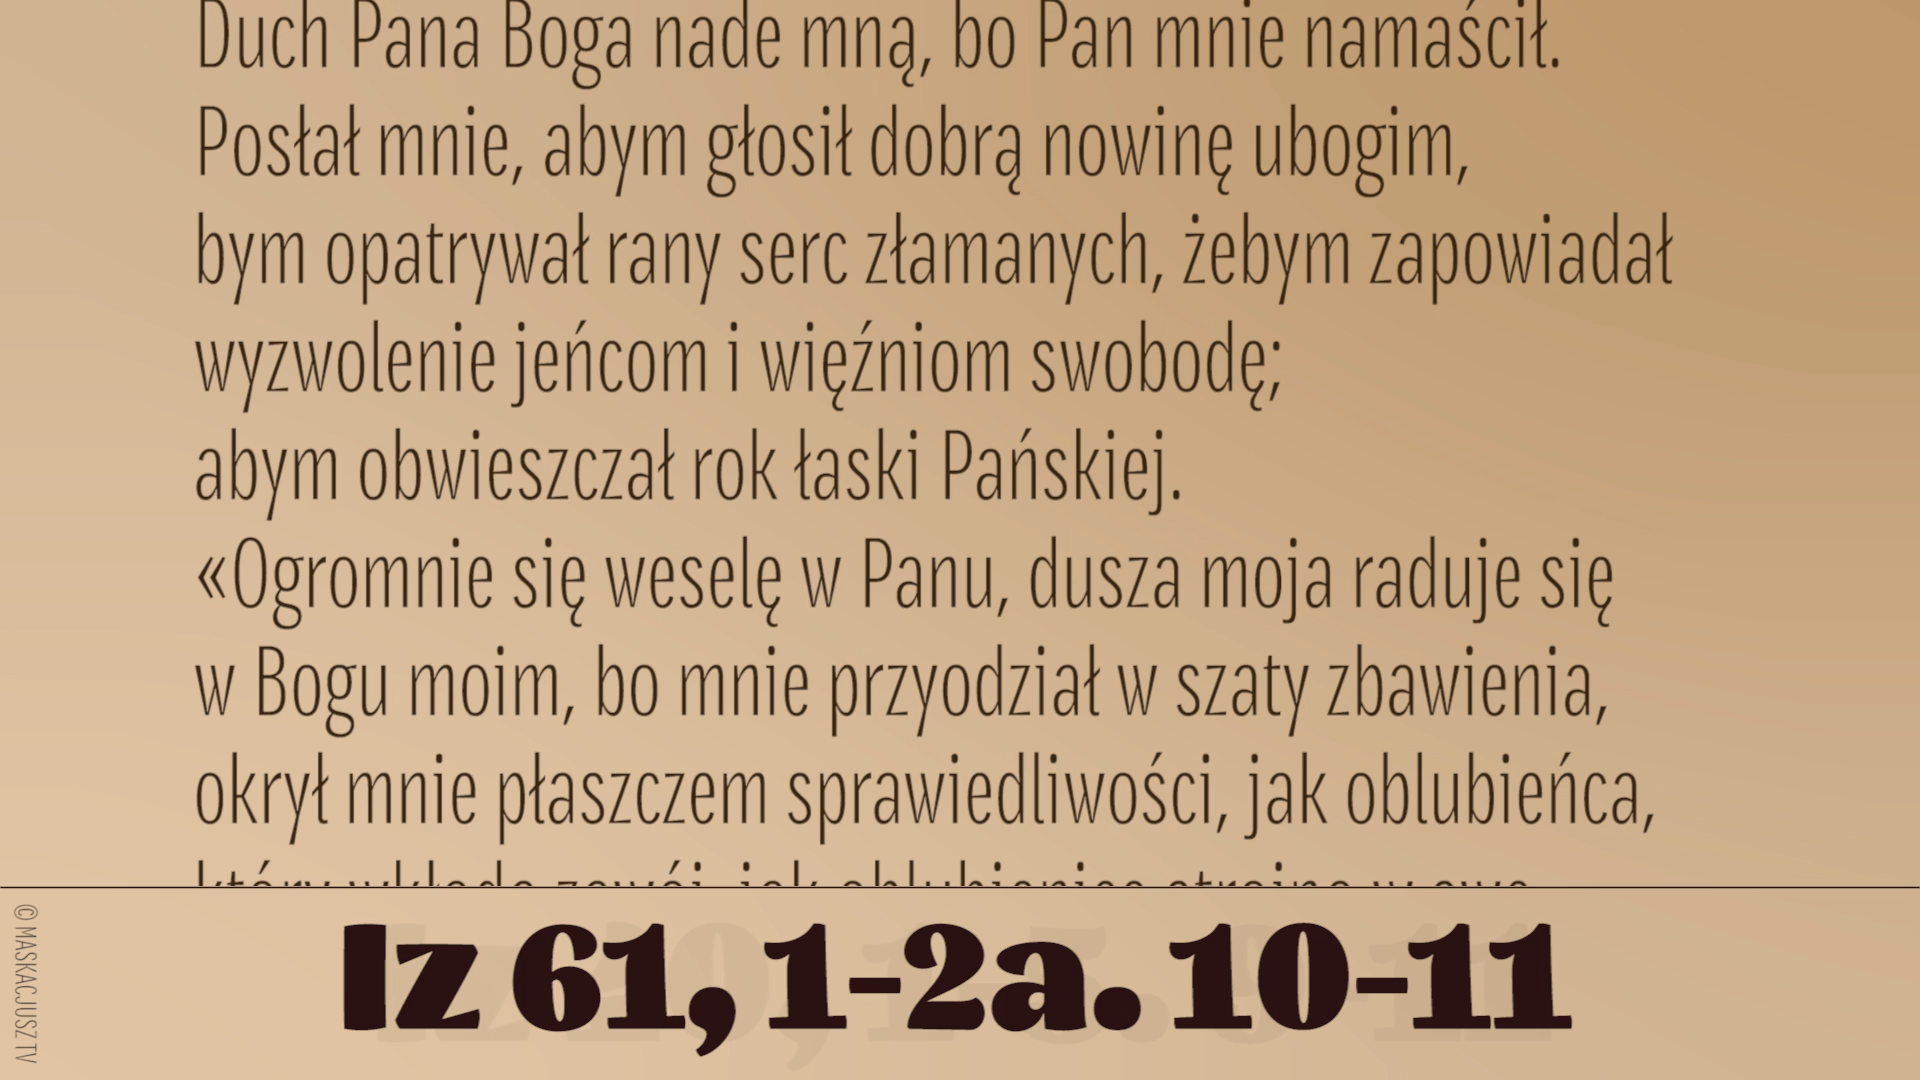 Duch Pana Boga nade mną, bo Pan mnie namaścił.
Posłał mnie, abym głosił dobrą nowinę ubogim,
bym opatrywał rany serc złamanych, żebym zapowiadał
wyzwolenie jeńcom i więźniom swobodę;
abym obwieszczał rok łaski Pańskiej.
«Ogromnie się weselę w Panu, dusza moja raduje się
w Bogu moim, bo mnie przyodział w szaty zbawienia,
okrył mnie płaszczem sprawiedliwości, jak oblubieńca,
Iz 61, 1-2a. 10-11
© MASKACJUSZ TV